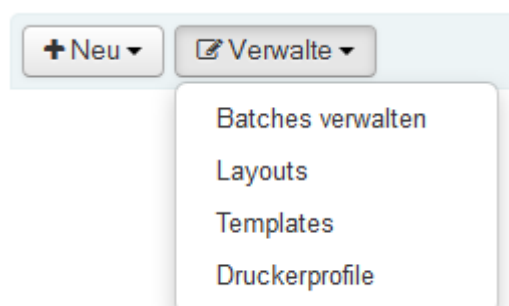 Neu
Verwalte
Batches verwalten
Layouts
Templates
Druckerprofile